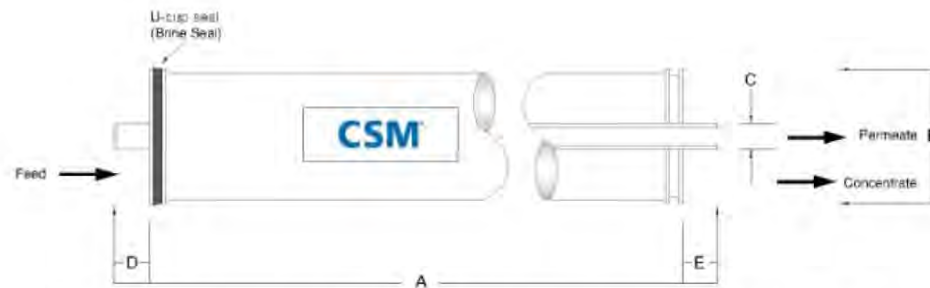 U-cup seal
(Brine Seal)
CSM
C
Permeate
Feed
Concentrate
D
A
E